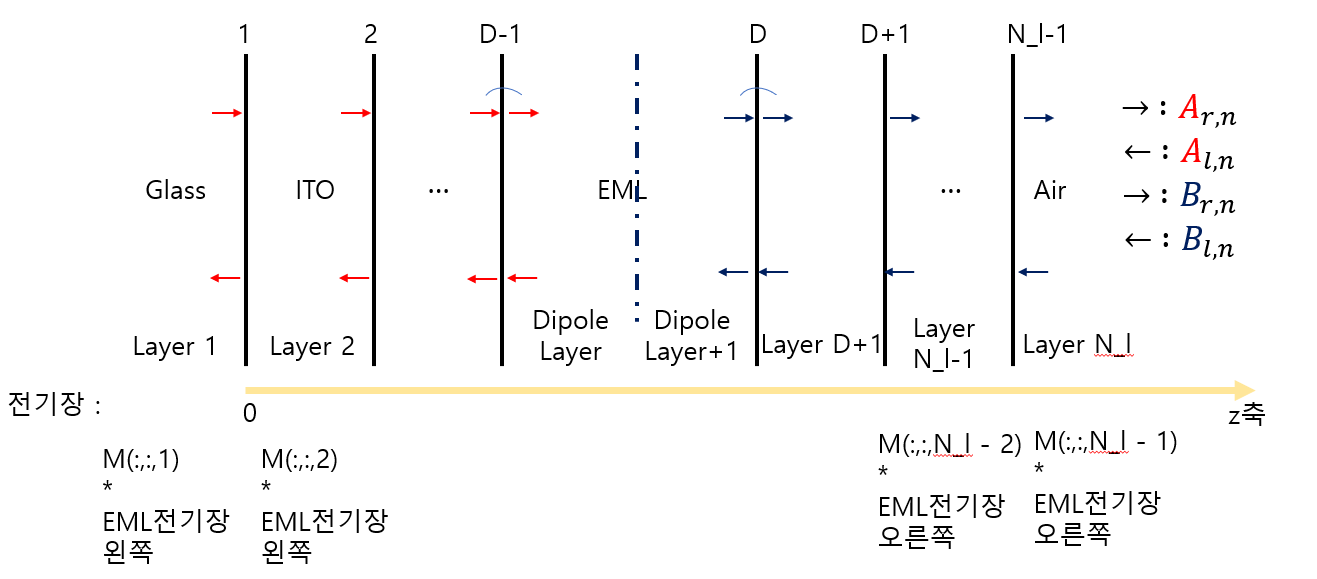 1 2 D-1 D D+1 N_l-1
→ : A_{r,n}
← : A_{l,n}
→ : B_{r,n}
← : B_{l,n}
Glass ITO ... EML ... Air
Layer 1 Layer 2
Dipole
Layer
Dipole
Layer+1
Layer D+1
Layer
N_l-1
Layer N_l
전기장 :
0
z축
M(:,:,1)
*
EML전기장
왼쪽
M(:,:,2)
*
EML전기장
왼쪽
M(:,:,N_l - 2)
*
EML전기장
오른쪽
M(:,:,N_l - 1)
*
EML전기장
오른쪽